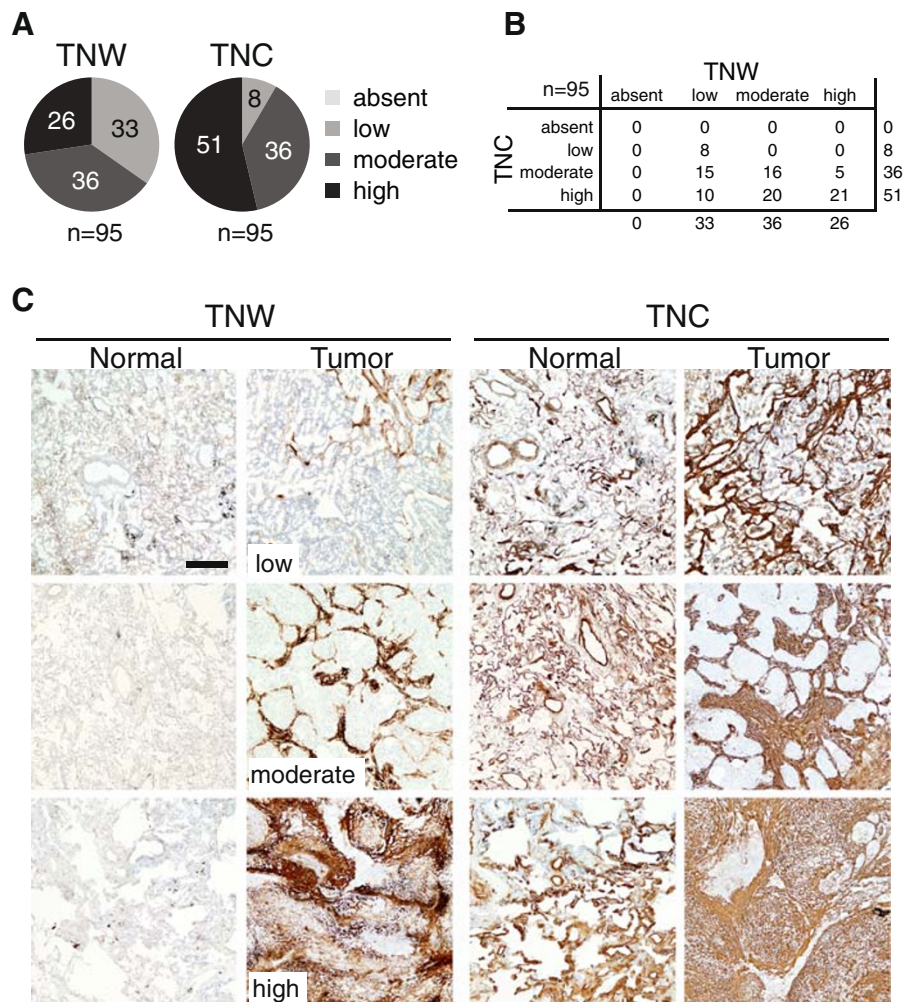 A
TNW
TNC
33
36
26
8
36
51
n=95
n=95
absent
low
moderate
high
B
TNW
n=95 absent low moderate high
TNC
absent 0 0 0 0 0
low 0 8 0 0 8
moderate 0 15 16 5 36
high 0 10 20 21 51
0 33 36 26
C
TNW TNC
Normal Tumor Normal Tumor
low
moderate
high